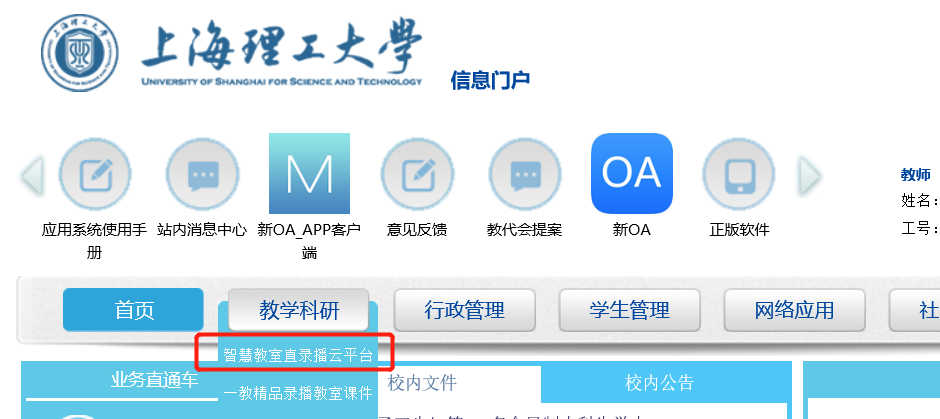 上海理工大學
UNIVERSITY OF SHANGHAI FOR SCIENCE AND TECHNOLOGY
信息门户
M
OA
应用系统使用手册
站内消息中心
新OA_APP客户端
意见反馈
教代会提案
新OA
正版软件
教师
姓名：
工号：
首页
教学科研
行政管理
学生管理
网络应用
社
智慧教室直录播云平台
一教精品录播教室课件
业务直通车
校内文件
校内公告